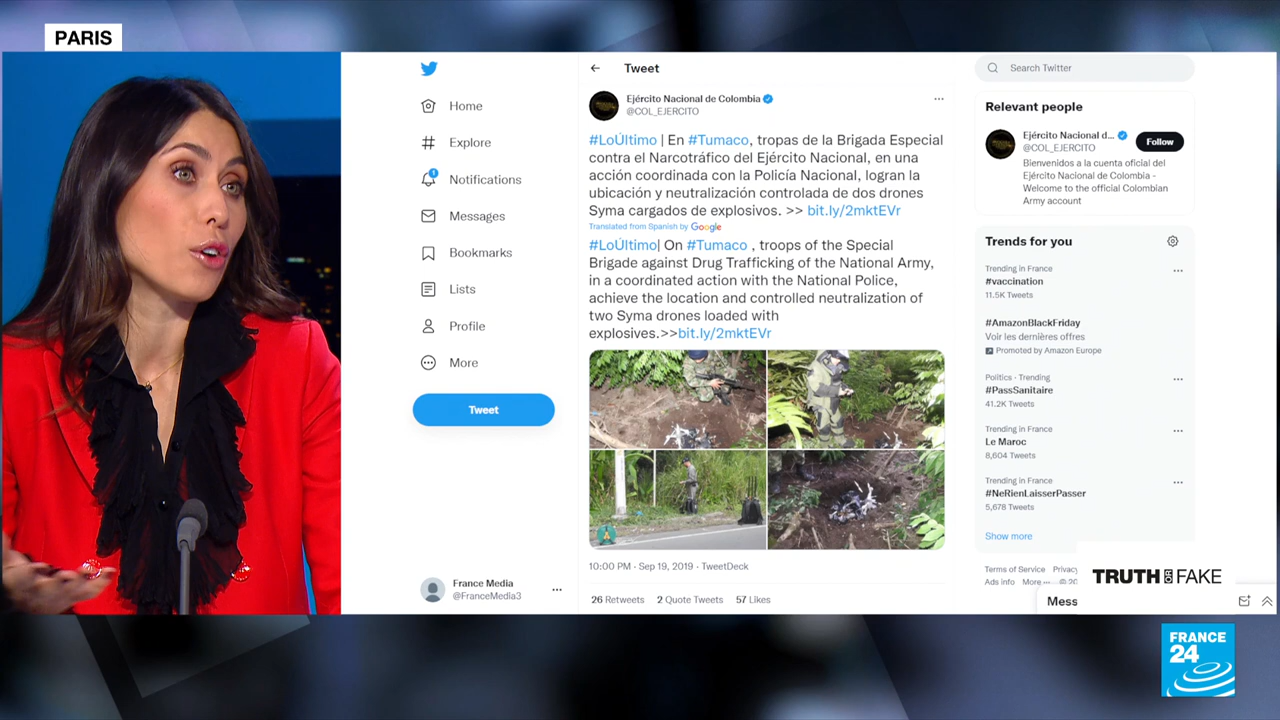 PARIS
Home
Explore
1
Notifications
Messages
Bookmarks
Lists
Profile
More
Tweet
France Media
@FranceMedia3
Tweet
Ejército Nacional de Colombia
@COL_EJERCITO
#LoÚltimo | En #Tumaco, tropas de la Brigada Especial
contra el Narcotráfico del Ejército Nacional, en una
acción coordinada con la Policía Nacional, logran la
ubicación y neutralización controlada de dos drones
Syma cargados de explosivos. >> bit.ly/2mktEVr
Translated from Spanish by Google
#LoÚltimo| On #Tumaco , troops of the Special
Brigade against Drug Trafficking of the National Army,
in a coordinated action with the National Police,
achieve the location and controlled neutralization of
two Syma drones loaded with
explosives.>>bit.ly/2mktEVr
10:00 PM · Sep 19, 2019 · TweetDeck
26 Retweets 2 Quote Tweets 57 Likes
Search Twitter
Relevant people
Ejército Nacional d...
@COL_EJERCITO
Follow
Bienvenidos a la cuenta oficial del
Ejército Nacional de Colombia -
Welcome to the official Colombian
Army account
Trends for you
Trending in France
#vaccination
11.5K Tweets
#AmazonBlackFriday
Voir les dernières offres
Promoted by Amazon Europe
Politics · Trending
#PassSanitaire
41.2K Tweets
Trending in France
Le Maroc
8,604 Tweets
Trending in France
#NeRienLaisserPasser
5,678 Tweets
Show more
Terms of Service Privacy
Ads info More ··· © 20
TRUTH OR FAKE
Mess
FRANCE
24